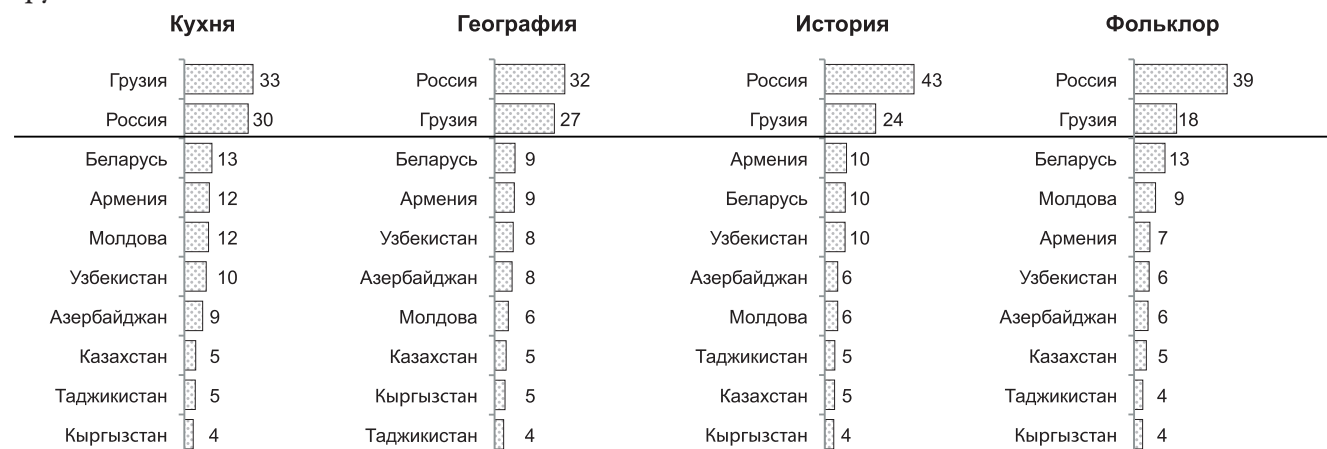 Кухня География История Фольклор
Грузия 33 Россия 32 Россия 43 Россия 39
Россия 30 Грузия 27 Грузия 24 Грузия 18
Беларусь 13 Беларусь 9 Армения 10 Беларусь 13
Армения 12 Армения 9 Беларусь 10 Молдова 9
Молдова 12 Узбекистан 8 Узбекистан 10 Армения 7
Узбекистан 10 Азербайджан 8 Азербайджан 6 Узбекистан 6
Азербайджан 9 Молдова 6 Молдова 6 Азербайджан 6
Казахстан 5 Казахстан 5 Таджикистан 5 Казахстан 5
Таджикистан 5 Кыргызстан 5 Казахстан 5 Таджикистан 4
Кыргызстан 4 Таджикистан 4 Кыргызстан 4 Кыргызстан 4